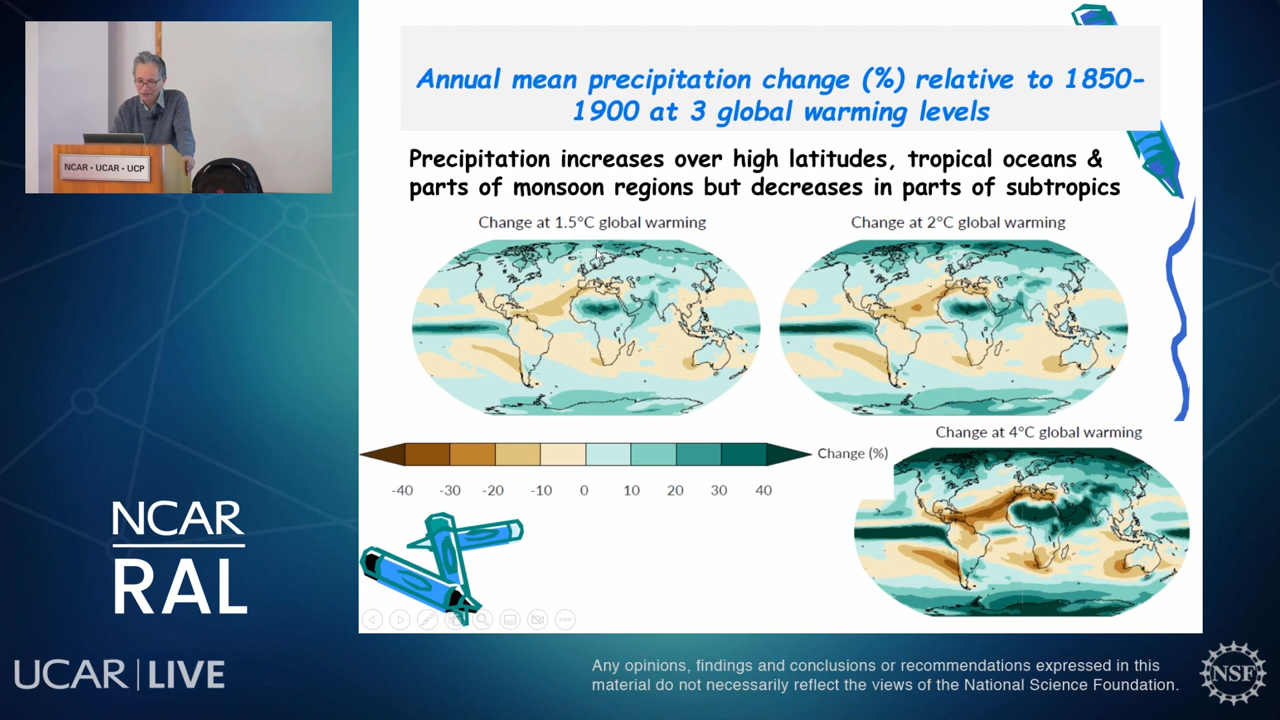 NCAR • UCAR • UCP
Annual mean precipitation change (%) relative to 1850-
1900 at 3 global warming levels
Precipitation increases over high latitudes, tropical oceans &
parts of monsoon regions but decreases in parts of subtropics
Change at 1.5°C global warming
Change at 2°C global warming
Change at 4°C global warming
Change (%)
-40 -30 -20 -10 0 10 20 30 40
NCAR
RAL
UCAR | LIVE
Any opinions, findings and conclusions or recommendations expressed in this
material do not necessarily reflect the views of the National Science Foundation.
NSF